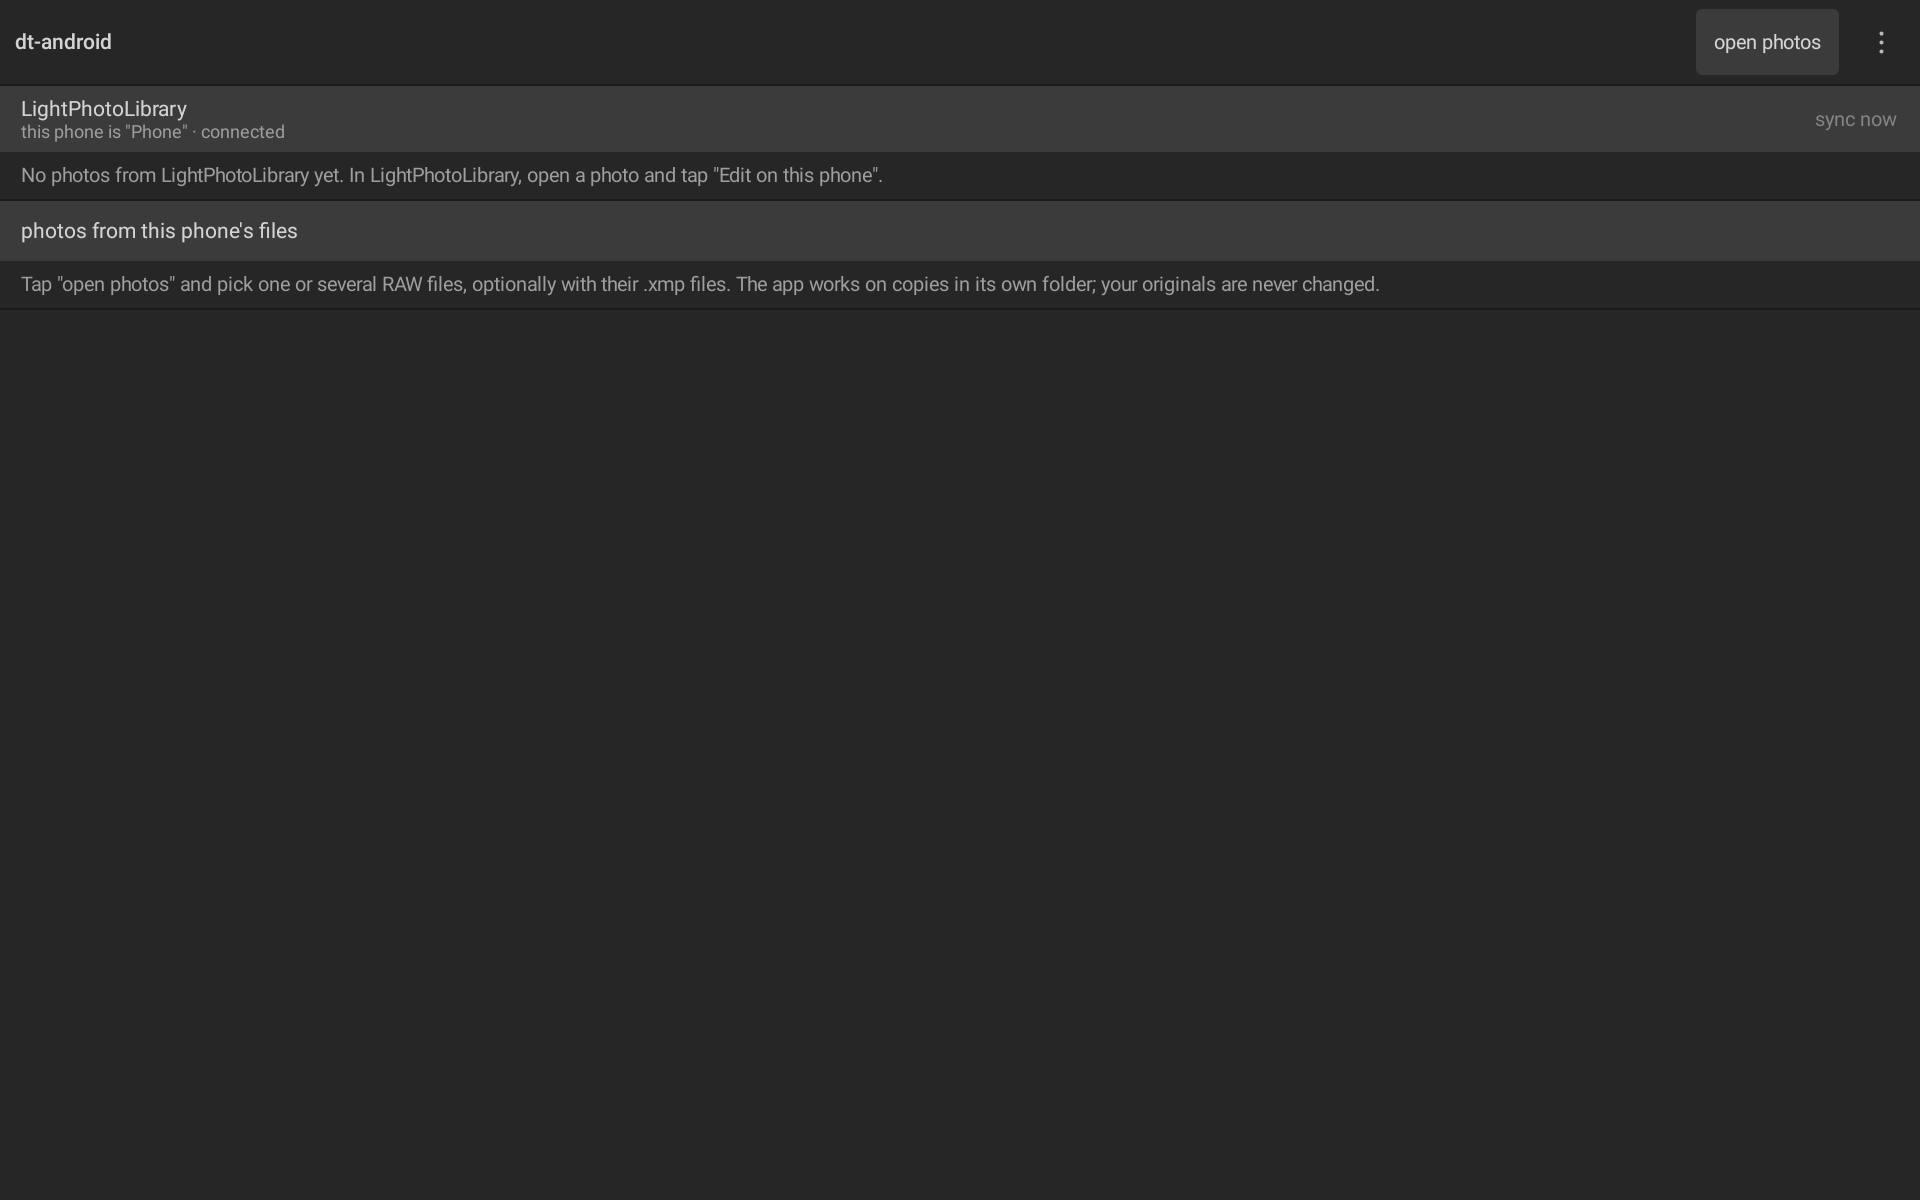 dt-android
open photos
LightPhotoLibrary
this phone is "Phone" · connected
sync now
No photos from LightPhotoLibrary yet. In LightPhotoLibrary, open a photo and tap "Edit on this phone".
photos from this phone's files
Tap "open photos" and pick one or several RAW files, optionally with their .xmp files. The app works on copies in its own folder; your originals are never changed.